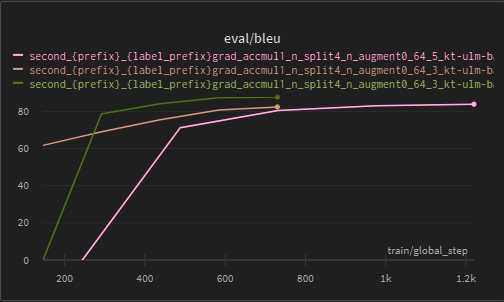 eval/bleu
second_{prefix}_{label_prefix}grad_accmul1_n_split4_n_augment0_64_5_kt-ulm-ba
second_{prefix}_{label_prefix}grad_accmul1_n_split4_n_augment0_64_3_kt-ulm-ba
second_{prefix}_{label_prefix}grad_accmul1_n_split4_n_augment0_64_3_kt-ulm-ba
80
60
40
20
0
train/global_step
200 400 600 800 1k 1.2k